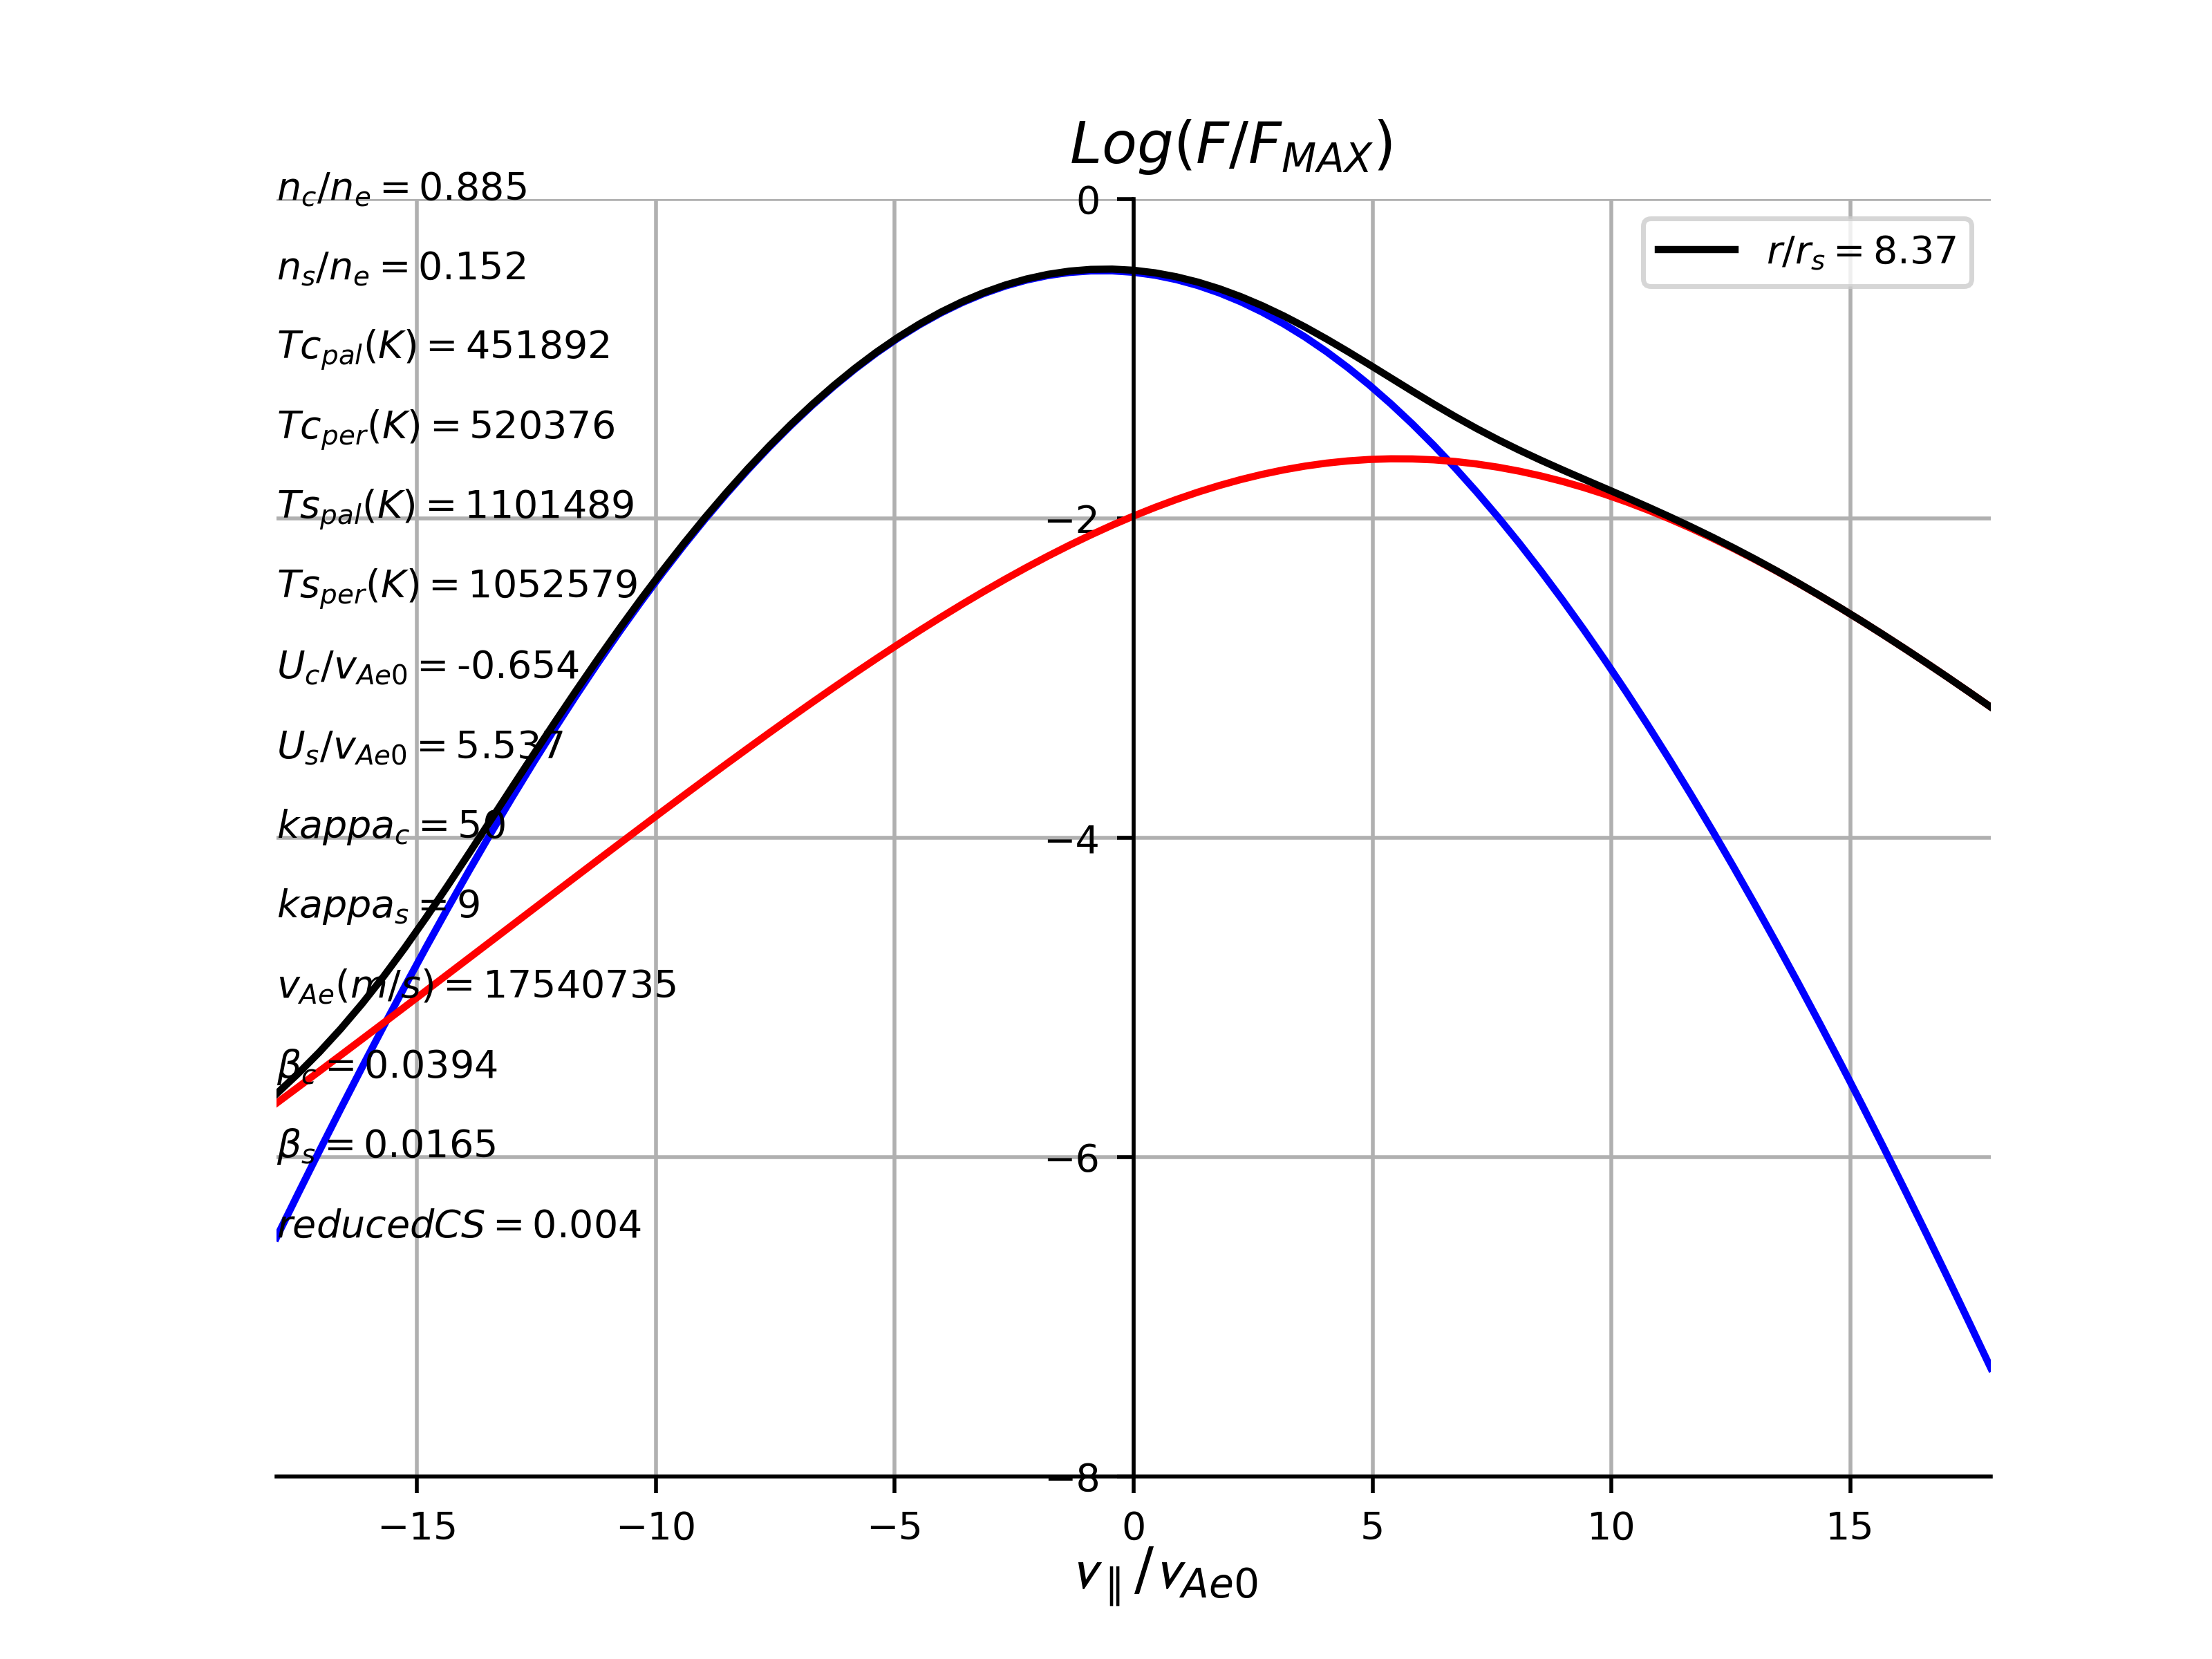 Log(F/F_MAX)
n_c/n_e = 0.885
n_s/n_e = 0.152
Tc_pal(K) = 451892
Tc_per(K) = 520376
Ts_pal(K) = 1101489
Ts_per(K) = 1052579
U_c/v_Ae0 = -0.654
U_s/v_Ae0 = 5.537
kappa_c = 50
kappa_s = 9
v_Ae(m/s) = 17540735
β_c = 0.0394
β_s = 0.0165
reducedCS = 0.004
r/r_s = 8.37
0
−2
−4
−6
−8
−15 −10 −5 0 5 10 15
v_∥/v_Ae0